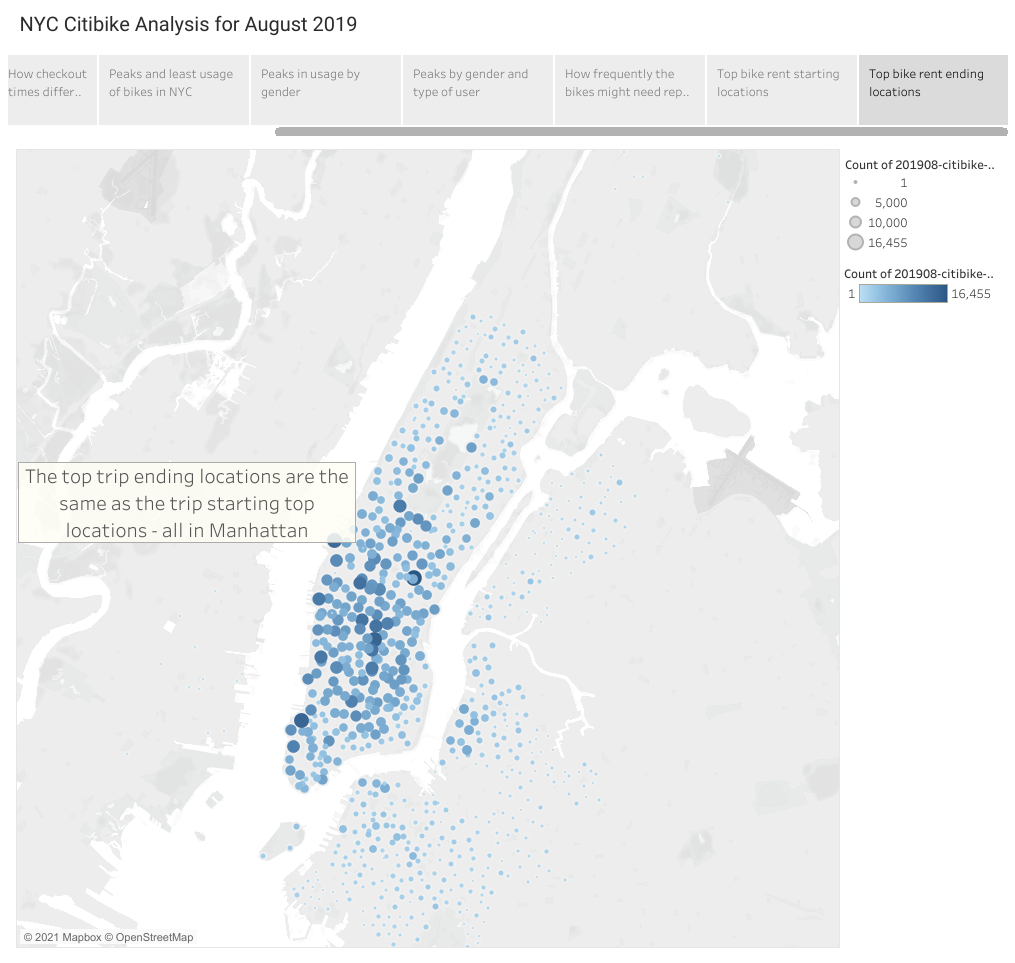 NYC Citibike Analysis for August 2019
How checkout
times differ..
Peaks and least usage
of bikes in NYC
Peaks in usage by
gender
Peaks by gender and
type of user
How frequently the
bikes might need rep..
Top bike rent starting
locations
Top bike rent ending
locations
Count of 201908-citibike-..
1
5,000
10,000
16,455
Count of 201908-citibike-..
1 16,455
The top trip ending locations are the
same as the trip starting top
locations - all in Manhattan
© 2021 Mapbox © OpenStreetMap